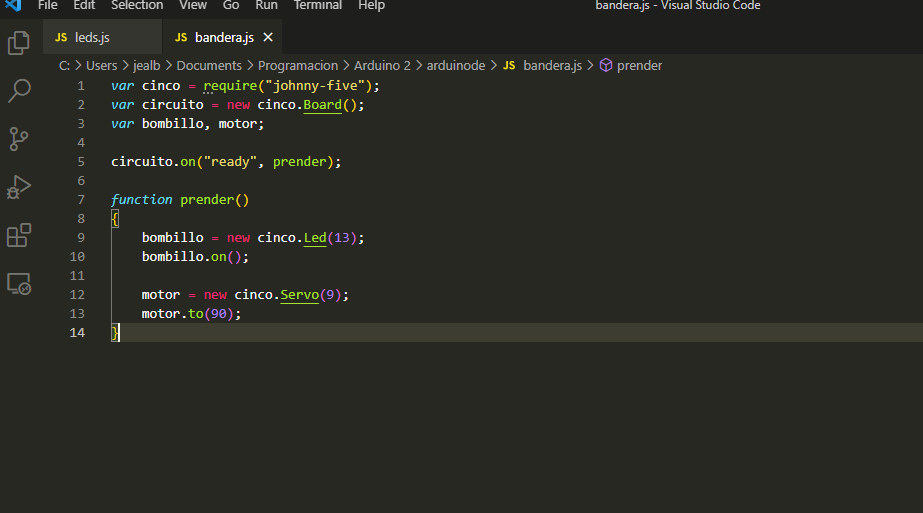 File Edit Selection View Go Run Terminal Help bandera.js - Visual Studio Code
JS leds.js JS bandera.js ×
C: > Users > jealb > Documents > Programacion > Arduino 2 > arduinode > JS bandera.js > prender
1 var cinco = require("johnny-five");
2 var circuito = new cinco.Board();
3 var bombillo, motor;
4
5 circuito.on("ready", prender);
6
7 function prender()
8 {
9     bombillo = new cinco.Led(13);
10     bombillo.on();
11
12     motor = new cinco.Servo(9);
13     motor.to(90);
14 }